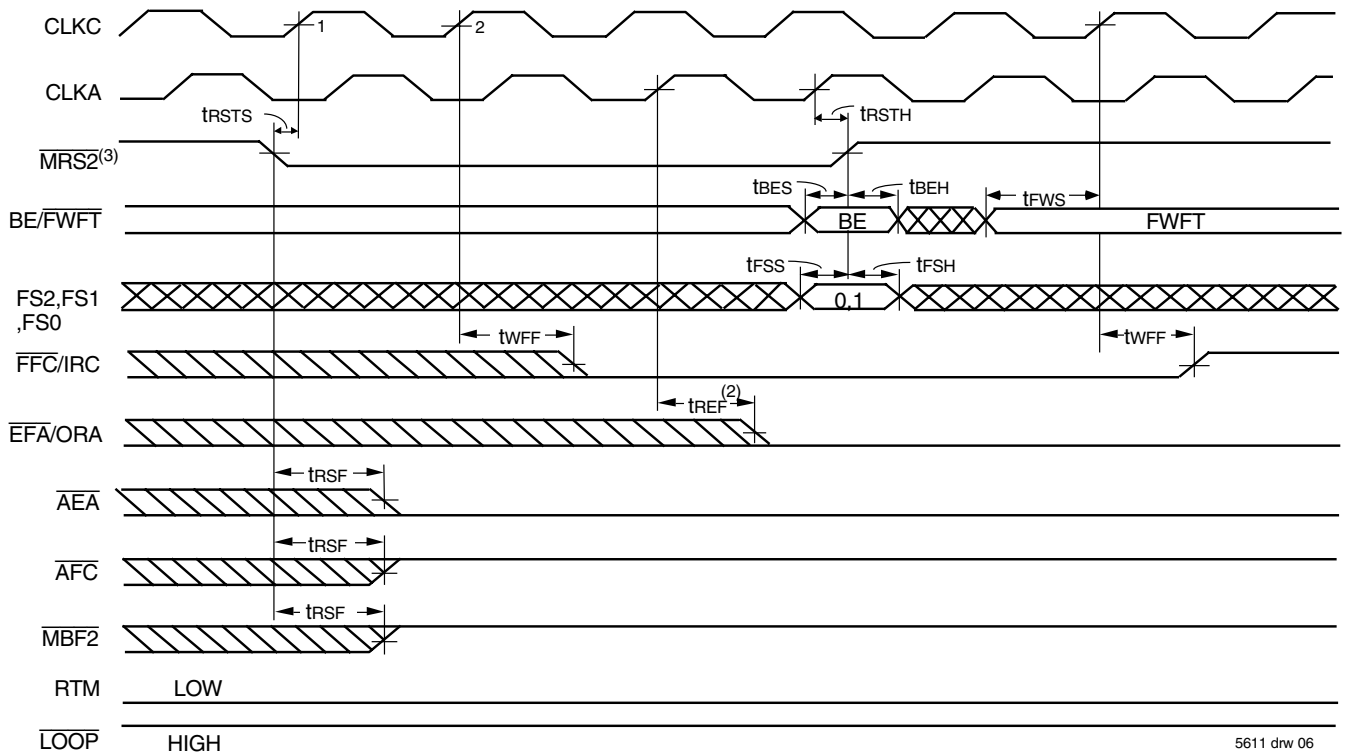 CLKC
1
2
CLKA
tRSTS
tRSTH
MRS2(3)
tBES
tBEH
tFWS
BE/FWFT
BE
FWFT
tFSS
tFSH
FS2,FS1
,FS0
0,1
tWFF
tWFF
FFC/IRC
tREF(2)
EFA/ORA
tRSF
AEA
tRSF
AFC
tRSF
MBF2
RTM
LOW
LOOP
HIGH
5611 drw 06